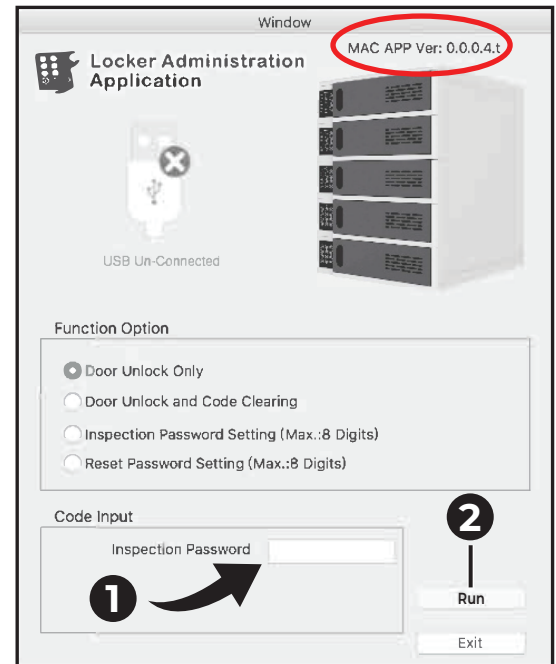 Window
MAC APP Ver: 0.0.0.4.t
Locker Administration
Application
USB Un-Connected
Function Option
Door Unlock Only
Door Unlock and Code Clearing
Inspection Password Setting (Max.:8 Digits)
Reset Password Setting (Max.:8 Digits)
Code Input
2
Inspection Password
1
Run
Exit